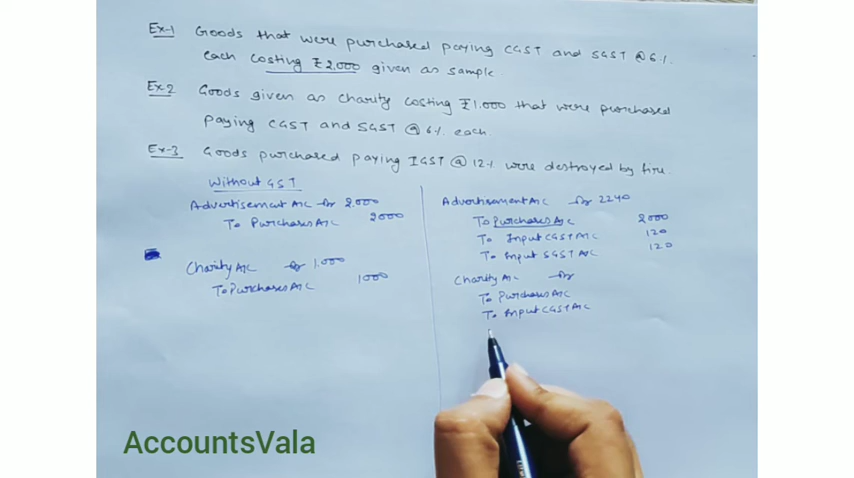 Ex-1 Goods that were purchased paying CGST and SGST @ 6%
each costing ₹2,000 given as sample
Ex-2 Goods given as charity costing ₹1,000 that were purchased
paying CGST and SGST @ 6% each.
Ex-3 Goods purchased paying IGST @ 12% were destroyed by fire.
Without GST
Advertisement A/c Dr 2,000
To Purchases A/c 2000
Charity A/c Dr 1,000
To Purchases A/c 1000
Advertisement A/c Dr 2240
To Purchases A/c 2000
To Input CGST A/c 120
To Input SGST A/c 120
Charity A/c Dr
To Purchases A/c
To Input CGST A/c
AccountsVala